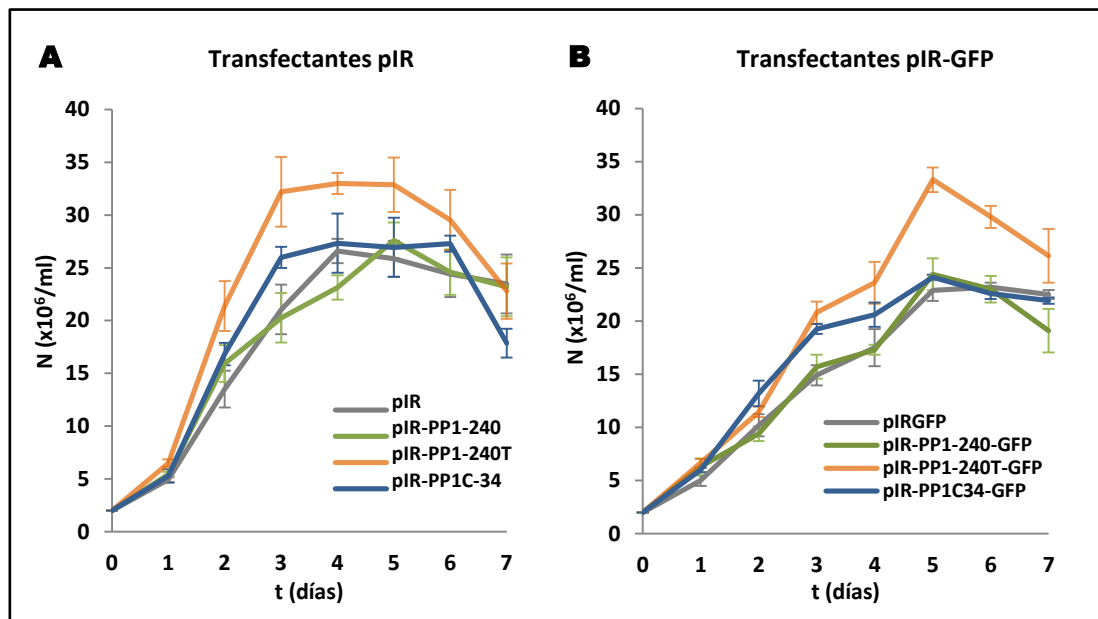 A
Transfectantes pIR
40
35
30
25
20
15
10
5
0
N (x10⁶/ml)
0 1 2 3 4 5 6 7
t (días)
pIR
pIR-PP1-240
pIR-PP1-240T
pIR-PP1C-34
B
Transfectantes pIR-GFP
40
35
30
25
20
15
10
5
0
N (x10⁶/ml)
0 1 2 3 4 5 6 7
t (días)
pIRGFP
pIR-PP1-240-GFP
pIR-PP1-240T-GFP
pIR-PP1C34-GFP